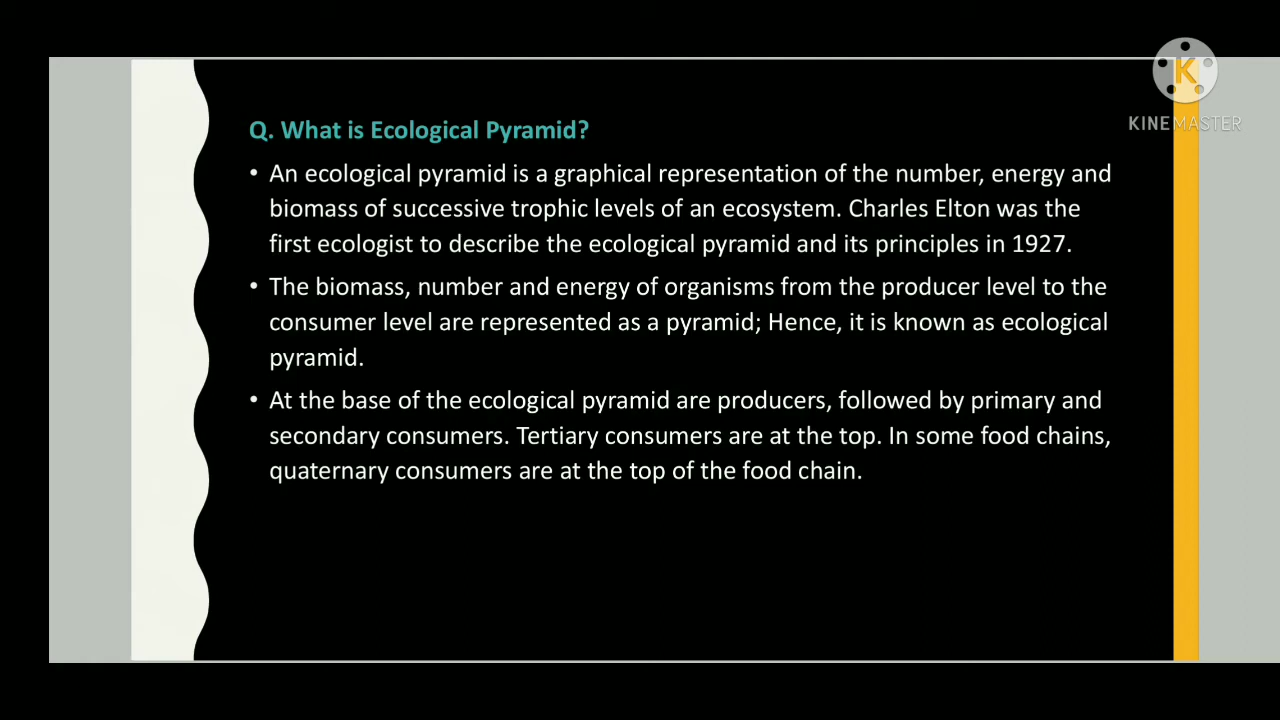 Q. What is Ecological Pyramid?
• An ecological pyramid is a graphical representation of the number, energy and
biomass of successive trophic levels of an ecosystem. Charles Elton was the
first ecologist to describe the ecological pyramid and its principles in 1927.
• The biomass, number and energy of organisms from the producer level to the
consumer level are represented as a pyramid; Hence, it is known as ecological
pyramid.
• At the base of the ecological pyramid are producers, followed by primary and
secondary consumers. Tertiary consumers are at the top. In some food chains,
quaternary consumers are at the top of the food chain.
K
KINEMASTER